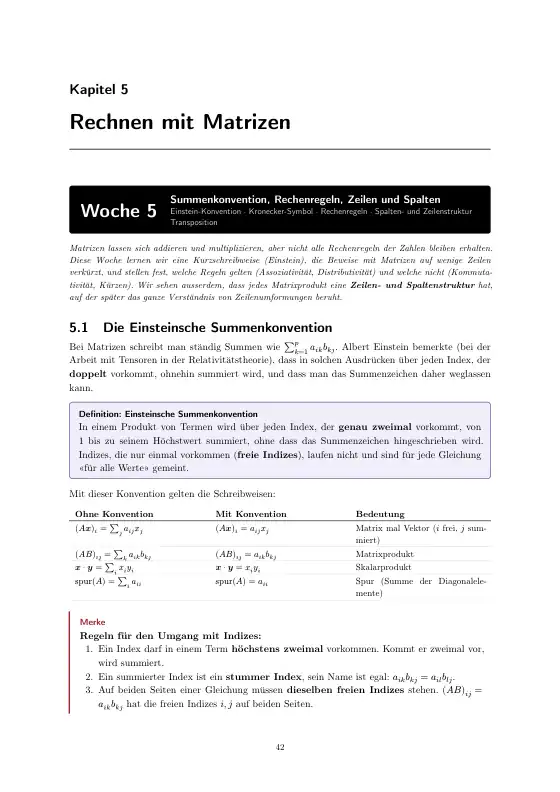 Kapitel 5
Rechnen mit Matrizen
Woche 5
Summenkonvention, Rechenregeln, Zeilen und Spalten
Einstein-Konvention · Kronecker-Symbol · Rechenregeln · Spalten- und Zeilenstruktur
Transposition
Matrizen lassen sich addieren und multiplizieren, aber nicht alle Rechenregeln der Zahlen bleiben erhalten.
Diese Woche lernen wir eine Kurzschreibweise (Einstein), die Beweise mit Matrizen auf wenige Zeilen
verkürzt, und stellen fest, welche Regeln gelten (Assoziativität, Distributivität) und welche nicht (Kommuta-
tivität, Kürzen). Wir sehen ausserdem, dass jedes Matrixprodukt eine Zeilen- und Spaltenstruktur hat,
auf der später das ganze Verständnis von Zeilenumformungen beruht.
5.1 Die Einsteinsche Summenkonvention
Bei Matrizen schreibt man ständig Summen wie ∑_{k=1}^{p} a_{ik}b_{kj}. Albert Einstein bemerkte (bei der
Arbeit mit Tensoren in der Relativitätstheorie), dass in solchen Ausdrücken über jeden Index, der
doppelt vorkommt, ohnehin summiert wird, und dass man das Summenzeichen daher weglassen
kann.
Definition: Einsteinsche Summenkonvention
In einem Produkt von Termen wird über jeden Index, der genau zweimal vorkommt, von
1 bis zu seinem Höchstwert summiert, ohne dass das Summenzeichen hingeschrieben wird.
Indizes, die nur einmal vorkommen (freie Indizes), laufen nicht und sind für jede Gleichung
«für alle Werte» gemeint.
Mit dieser Konvention gelten die Schreibweisen:
Ohne Konvention Mit Konvention Bedeutung
(Ax)_i = ∑_j a_{ij}x_j (Ax)_i = a_{ij}x_j Matrix mal Vektor (i frei, j sum-
miert)
(AB)_{ij} = ∑_k a_{ik}b_{kj} (AB)_{ij} = a_{ik}b_{kj} Matrixprodukt
x · y = ∑_i x_iy_i x · y = x_iy_i Skalarprodukt
spur(A) = ∑_i a_{ii} spur(A) = a_{ii} Spur (Summe der Diagonalele-
mente)
Merke
Regeln für den Umgang mit Indizes:
1. Ein Index darf in einem Term höchstens zweimal vorkommen. Kommt er zweimal vor,
wird summiert.
2. Ein summierter Index ist ein stummer Index, sein Name ist egal: a_{ik}b_{kj} = a_{il}b_{lj}.
3. Auf beiden Seiten einer Gleichung müssen dieselben freien Indizes stehen. (AB)_{ij} =
a_{ik}b_{kj} hat die freien Indizes i, j auf beiden Seiten.
42